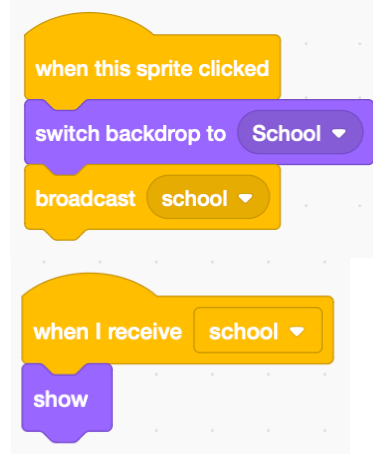 when this sprite clicked
switch backdrop to School
broadcast school
when I receive school
show